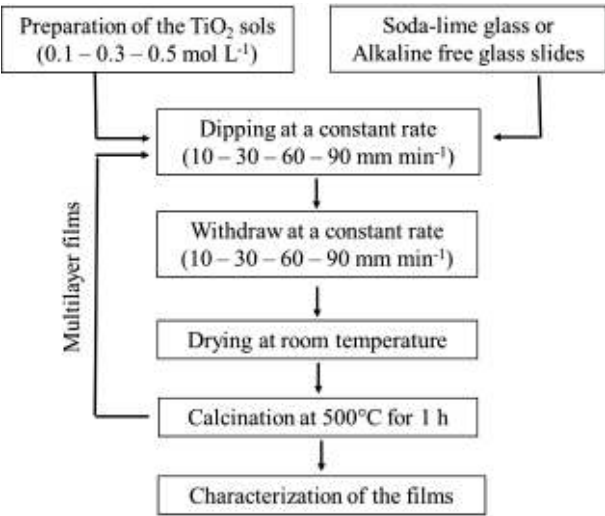 Preparation of the TiO₂ sols
(0.1 – 0.3 – 0.5 mol L⁻¹)
Soda-lime glass or
Alkaline free glass slides
Dipping at a constant rate
(10 – 30 – 60 – 90 mm min⁻¹)
Withdraw at a constant rate
(10 – 30 – 60 – 90 mm min⁻¹)
Multilayer films
Drying at room temperature
Calcination at 500°C for 1 h
Characterization of the films